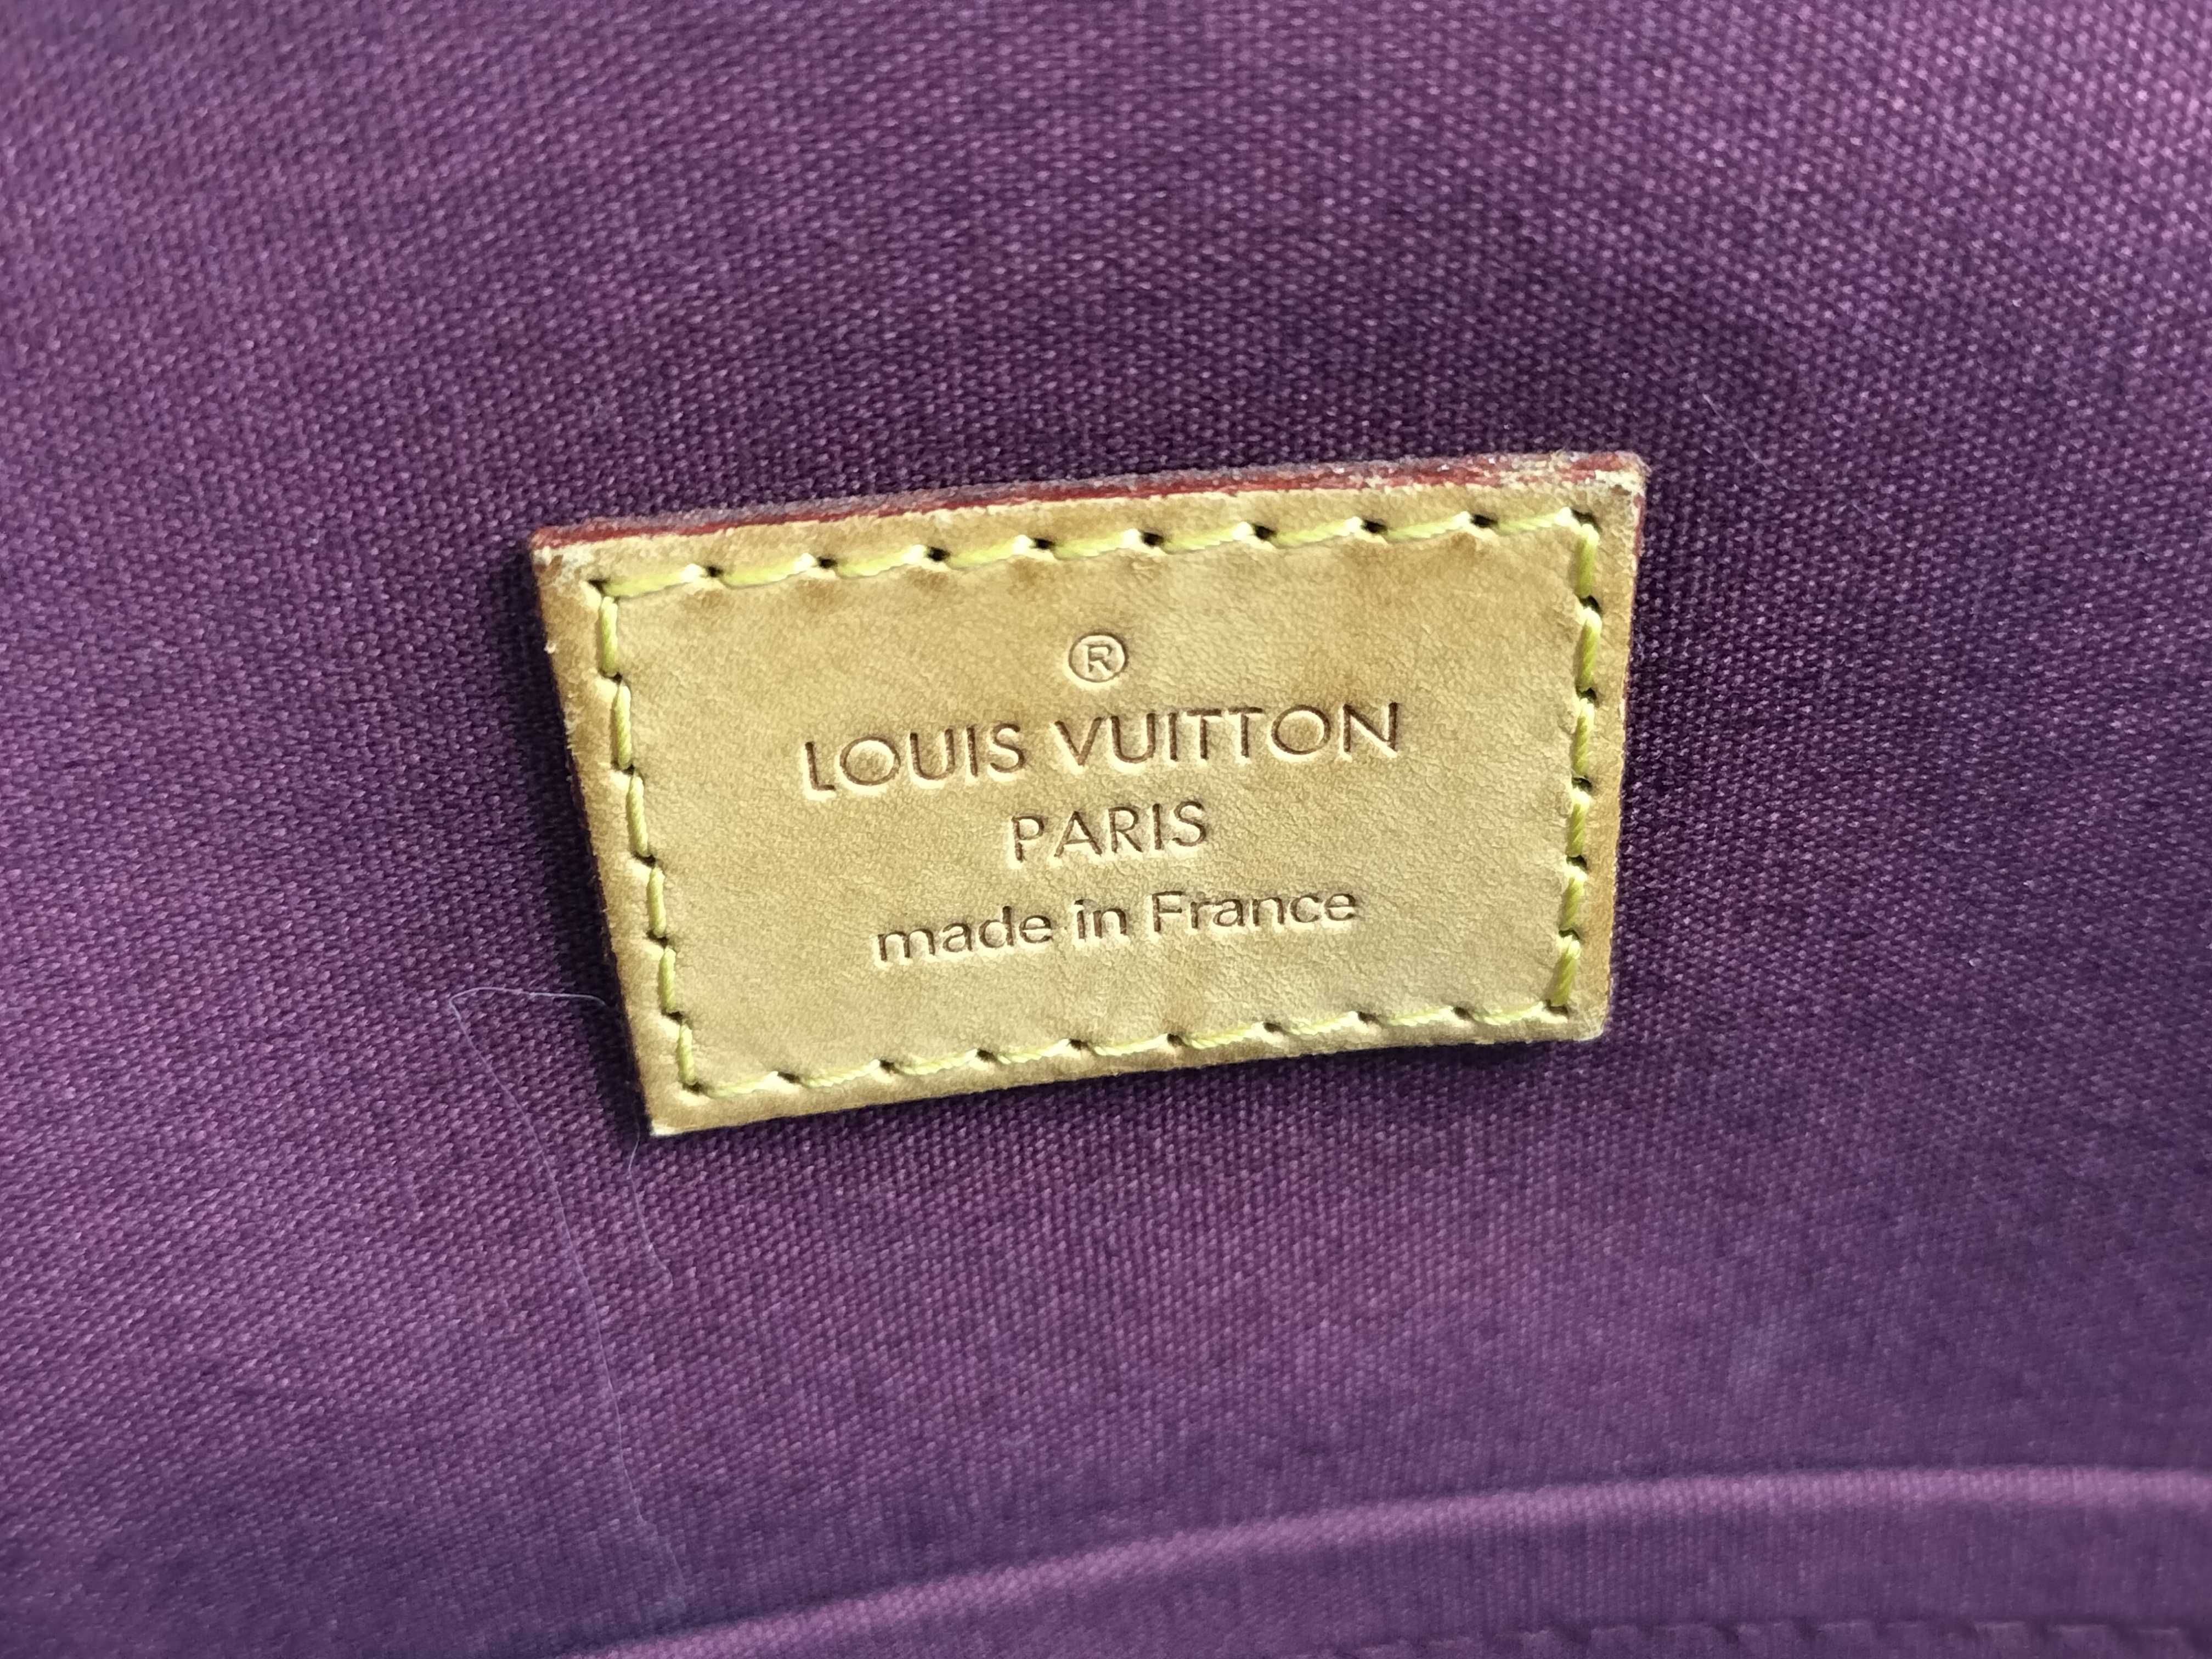 ®
LOUIS VUITTON
PARIS
made in France